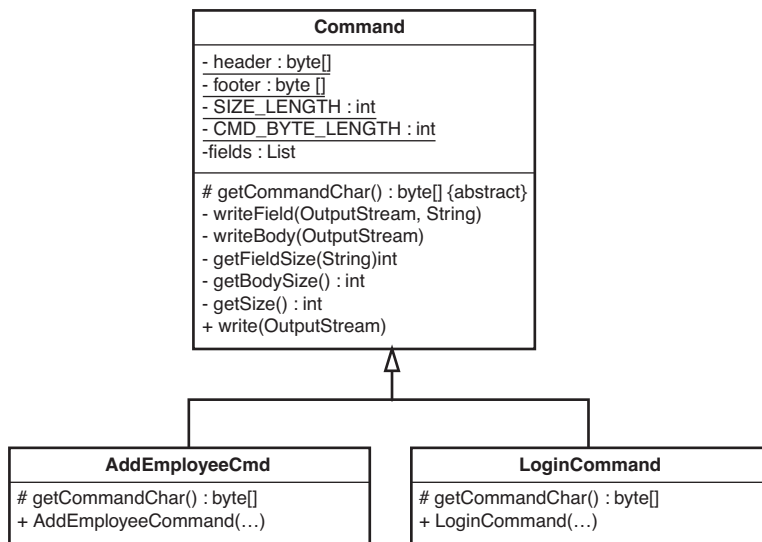 Command
- header : byte[]
- footer : byte []
- SIZE_LENGTH : int
- CMD_BYTE_LENGTH : int
-fields : List
# getCommandChar() : byte[] {abstract}
- writeField(OutputStream, String)
- writeBody(OutputStream)
- getFieldSize(String)int
- getBodySize() : int
- getSize() : int
+ write(OutputStream)
AddEmployeeCmd
# getCommandChar() : byte[]
+ AddEmployeeCommand(…)
LoginCommand
# getCommandChar() : byte[]
+ LoginCommand(…)